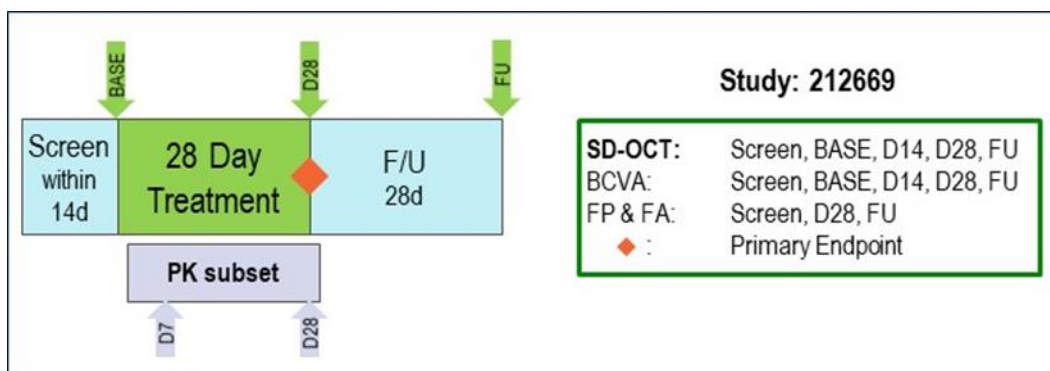 BASE
D28
FU
Study: 212669
Screen
within
14d
28 Day
Treatment
F/U
28d
SD-OCT: Screen, BASE, D14, D28, FU
BCVA: Screen, BASE, D14, D28, FU
FP & FA: Screen, D28, FU
: Primary Endpoint
PK subset
D7
D28